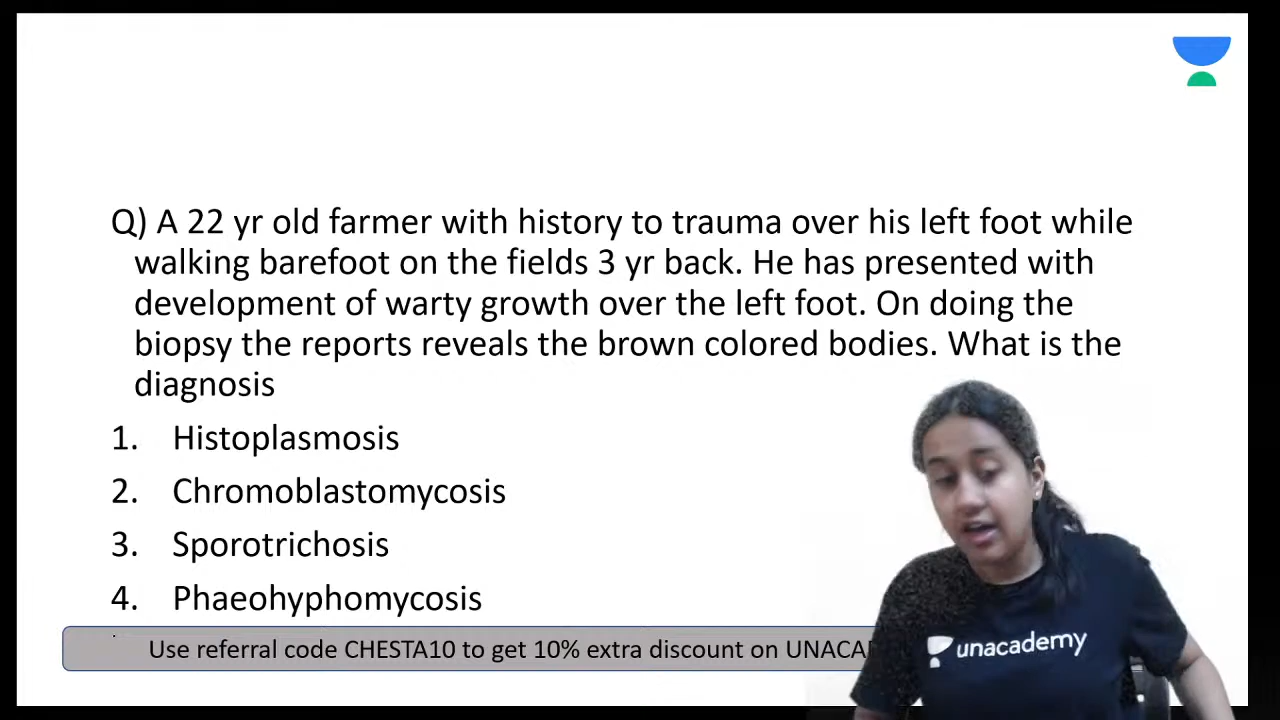 Q) A 22 yr old farmer with history to trauma over his left foot while
walking barefoot on the fields 3 yr back. He has presented with
development of warty growth over the left foot. On doing the
biopsy the reports reveals the brown colored bodies. What is the
diagnosis
1. Histoplasmosis
2. Chromoblastomycosis
3. Sporotrichosis
4. Phaeohyphomycosis
Use referral code CHESTA10 to get 10% extra discount on UNACA
unacademy